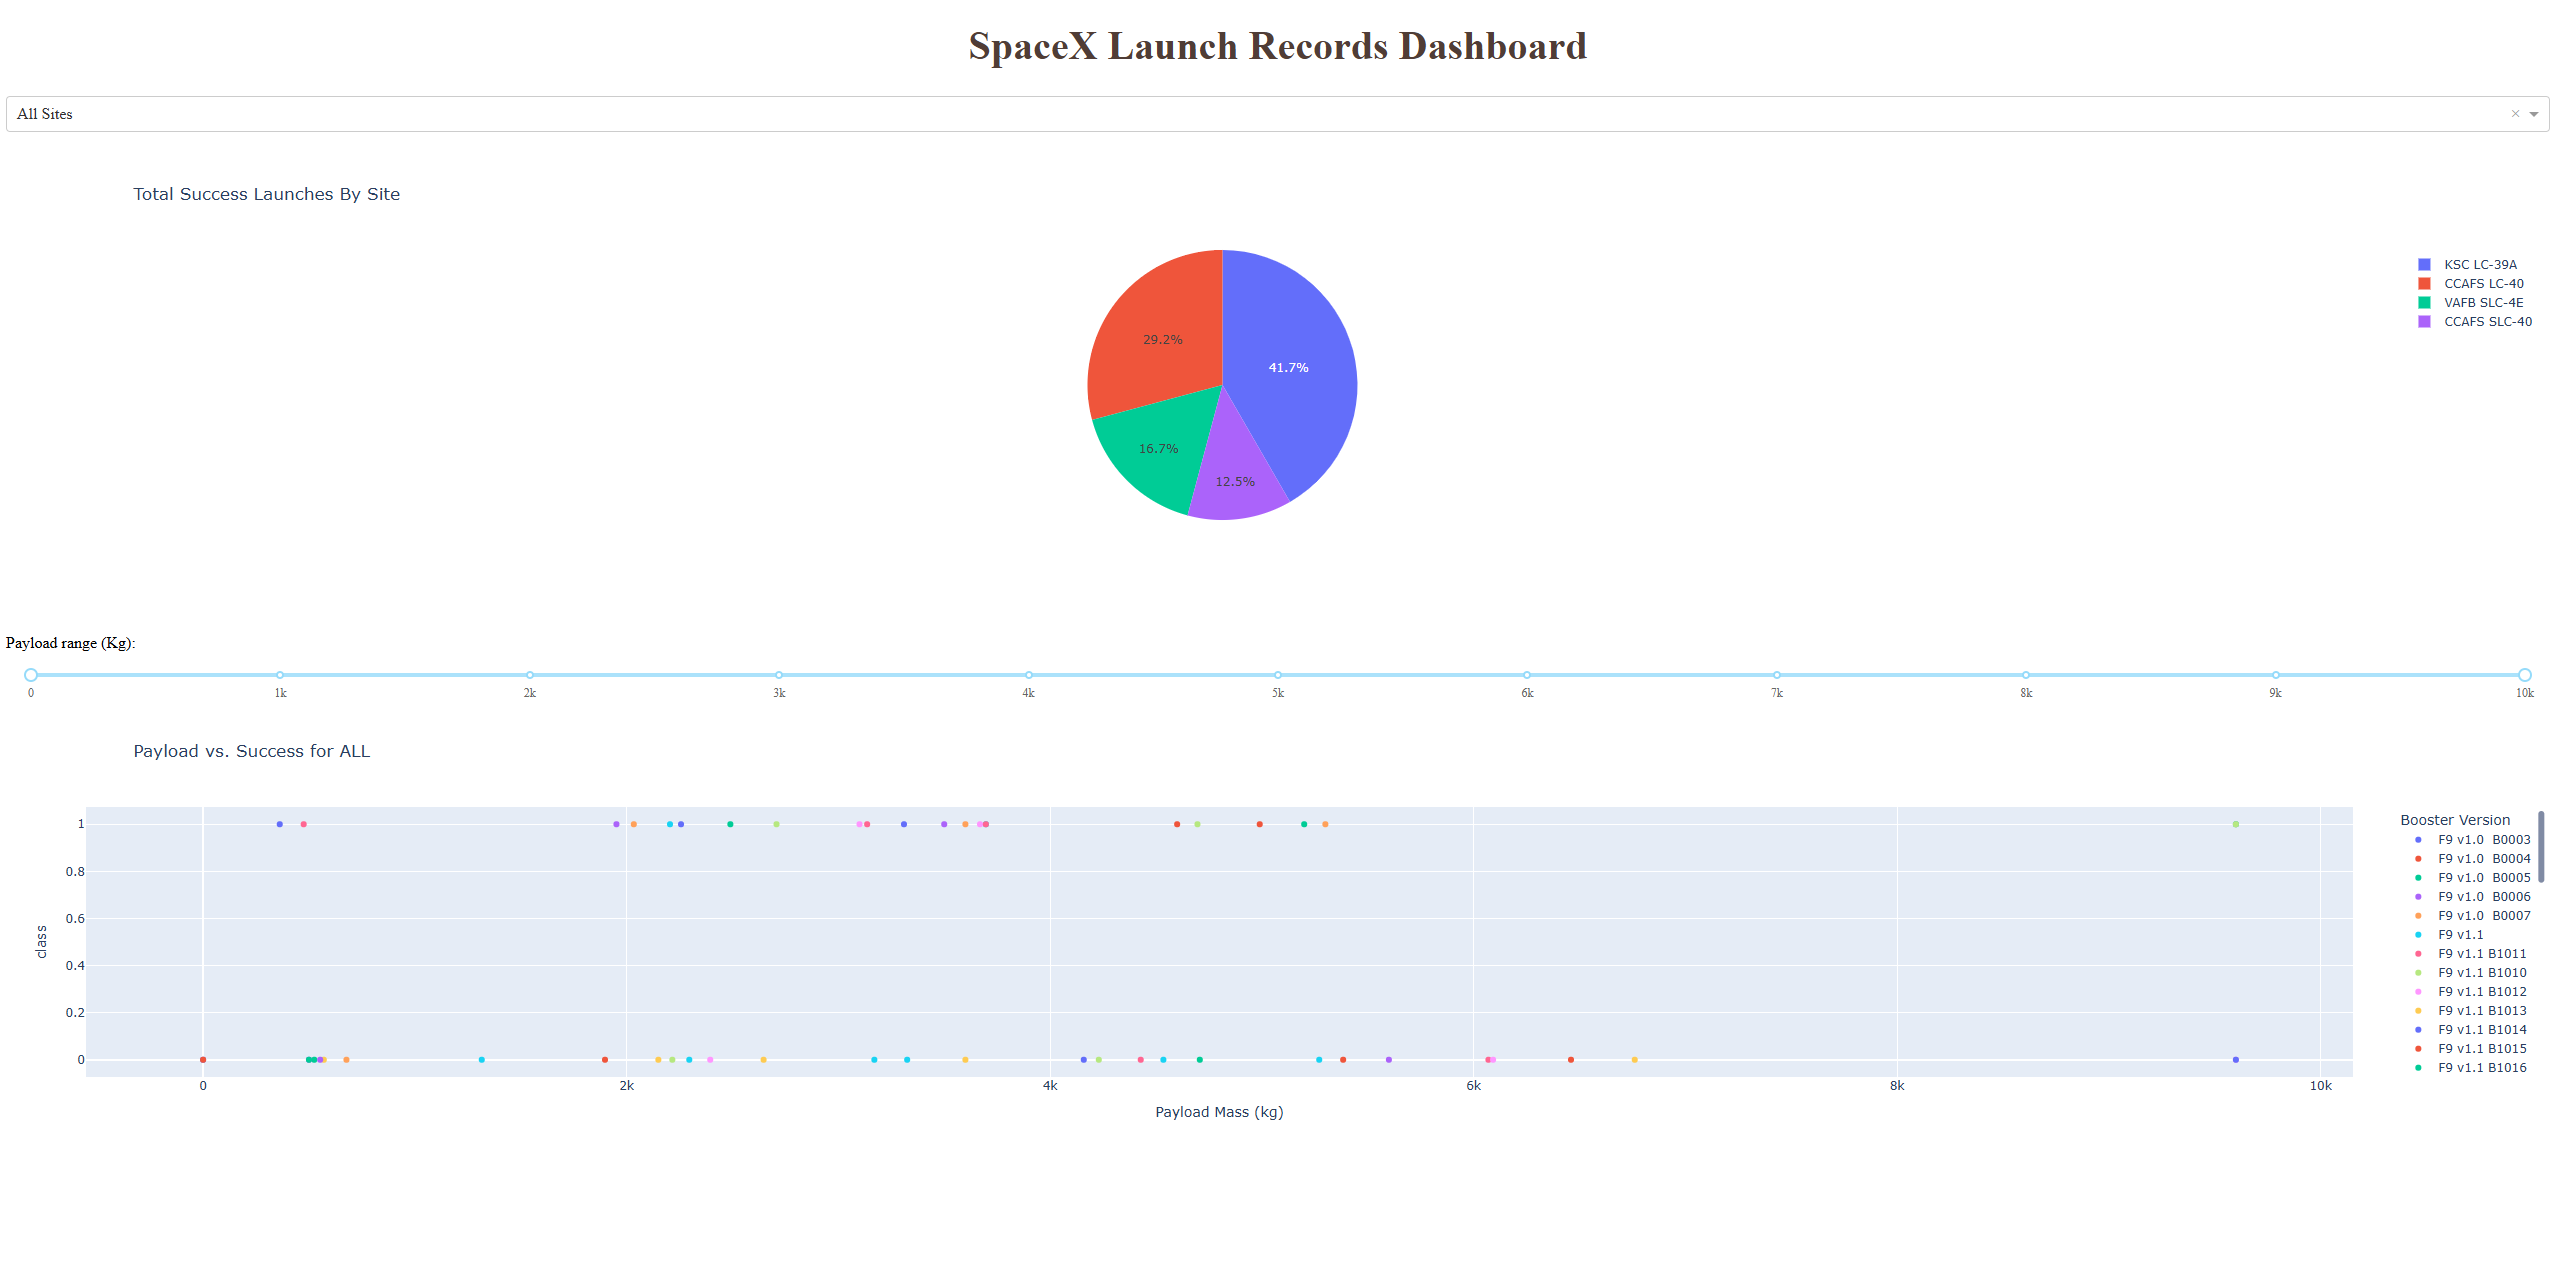 SpaceX Launch Records Dashboard
All Sites ×
Total Success Launches By Site
KSC LC-39A
CCAFS LC-40
VAFB SLC-4E
CCAFS SLC-40
29.2%
41.7%
16.7%
12.5%
Payload range (Kg):
0 1k 2k 3k 4k 5k 6k 7k 8k 9k 10k
Payload vs. Success for ALL
1
0.8
0.6
0.4
0.2
0
class
0 2k 4k 6k 8k 10k
Payload Mass (kg)
Booster Version
F9 v1.0  B0003
F9 v1.0  B0004
F9 v1.0  B0005
F9 v1.0  B0006
F9 v1.0  B0007
F9 v1.1
F9 v1.1 B1011
F9 v1.1 B1010
F9 v1.1 B1012
F9 v1.1 B1013
F9 v1.1 B1014
F9 v1.1 B1015
F9 v1.1 B1016